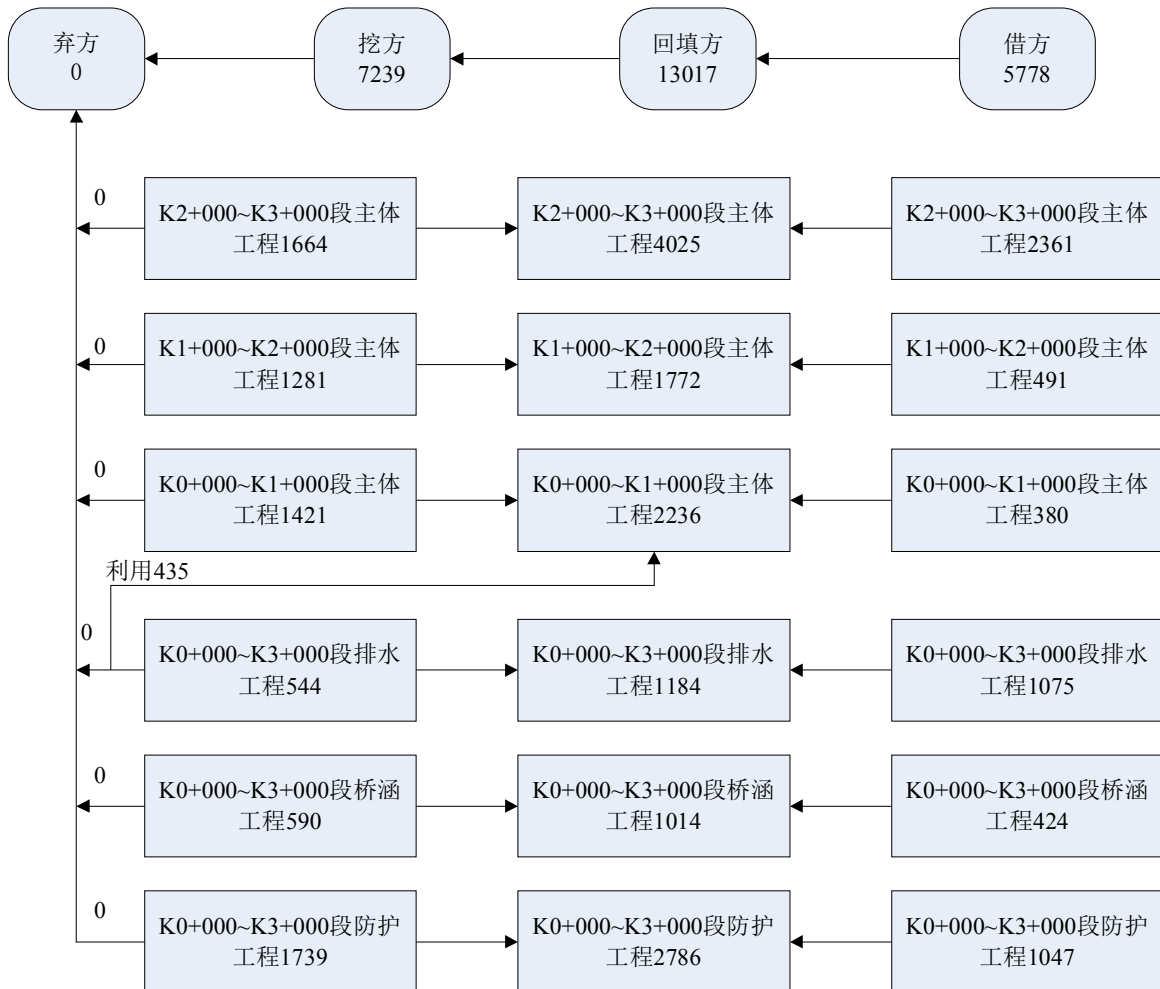 弃方
0
挖方
7239
回填方
13017
借方
5778
0
K2+000~K3+000段主体
工程1664
K2+000~K3+000段主体
工程4025
K2+000~K3+000段主体
工程2361
0
K1+000~K2+000段主体
工程1281
K1+000~K2+000段主体
工程1772
K1+000~K2+000段主体
工程491
0
K0+000~K1+000段主体
工程1421
K0+000~K1+000段主体
工程2236
K0+000~K1+000段主体
工程380
利用435
0
K0+000~K3+000段排水
工程544
K0+000~K3+000段排水
工程1184
K0+000~K3+000段排水
工程1075
0
K0+000~K3+000段桥涵
工程590
K0+000~K3+000段桥涵
工程1014
K0+000~K3+000段桥涵
工程424
0
K0+000~K3+000段防护
工程1739
K0+000~K3+000段防护
工程2786
K0+000~K3+000段防护
工程1047